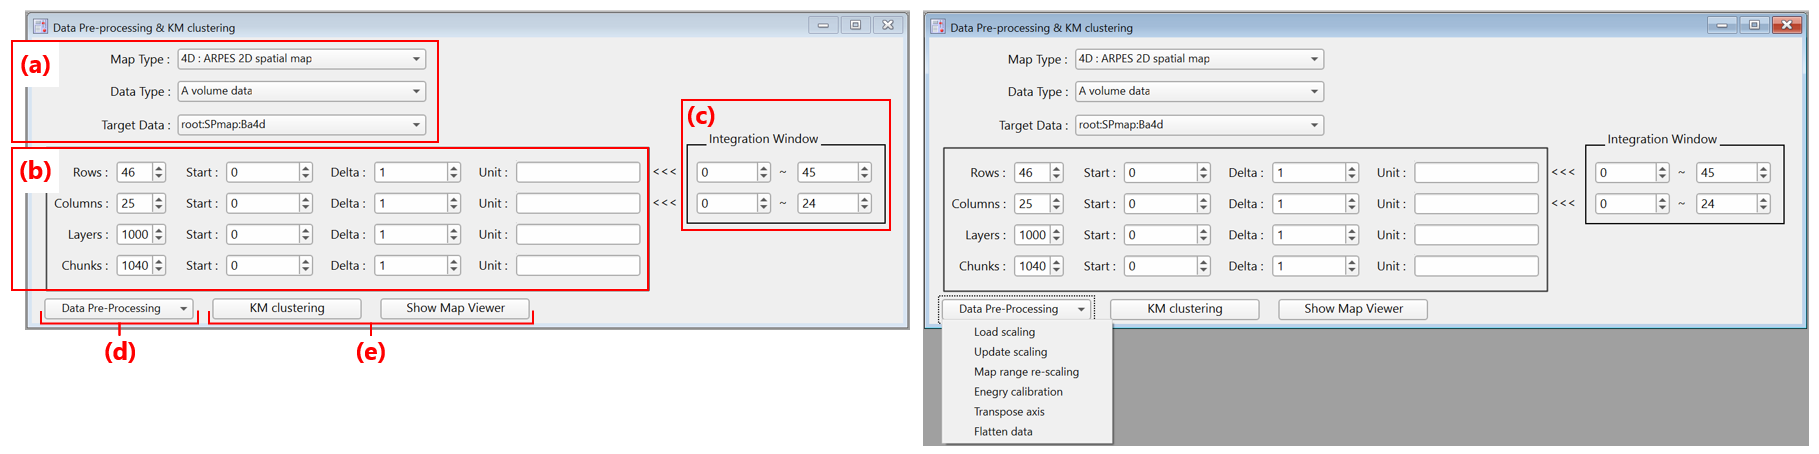 Data Pre-processing & KM clustering
(a)
Map Type : 4D : ARPES 2D spatial map
Data Type : A volume data
Target Data : root:SPmap:Ba4d
(c)
Integration Window
(b)
Rows : 46 Start : 0 Delta : 1 Unit : <<< 0 ~ 45
Columns : 25 Start : 0 Delta : 1 Unit : <<< 0 ~ 24
Layers : 1000 Start : 0 Delta : 1 Unit :
Chunks : 1040 Start : 0 Delta : 1 Unit :
Data Pre-Processing KM clustering Show Map Viewer
(d) (e)
Data Pre-processing & KM clustering
Map Type : 4D : ARPES 2D spatial map
Data Type : A volume data
Target Data : root:SPmap:Ba4d
Integration Window
Rows : 46 Start : 0 Delta : 1 Unit : <<< 0 ~ 45
Columns : 25 Start : 0 Delta : 1 Unit : <<< 0 ~ 24
Layers : 1000 Start : 0 Delta : 1 Unit :
Chunks : 1040 Start : 0 Delta : 1 Unit :
Data Pre-Processing KM clustering Show Map Viewer
Load scaling
Update scaling
Map range re-scaling
Enegry calibration
Transpose axis
Flatten data